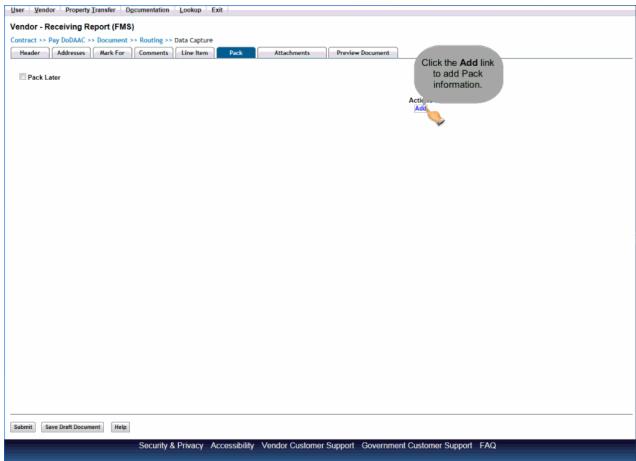 User Vendor Property Transfer Documentation Lookup Exit
Vendor - Receiving Report (FMS)
Contract >> Pay DoDAAC >> Document >> Routing >> Data Capture
Header Addresses Mark For Comments Line Item Pack Attachments Preview Document
Click the Add link
to add Pack
information.
Pack Later
Actions
Add
Submit Save Draft Document Help
Security & Privacy Accessibility Vendor Customer Support Government Customer Support FAQ